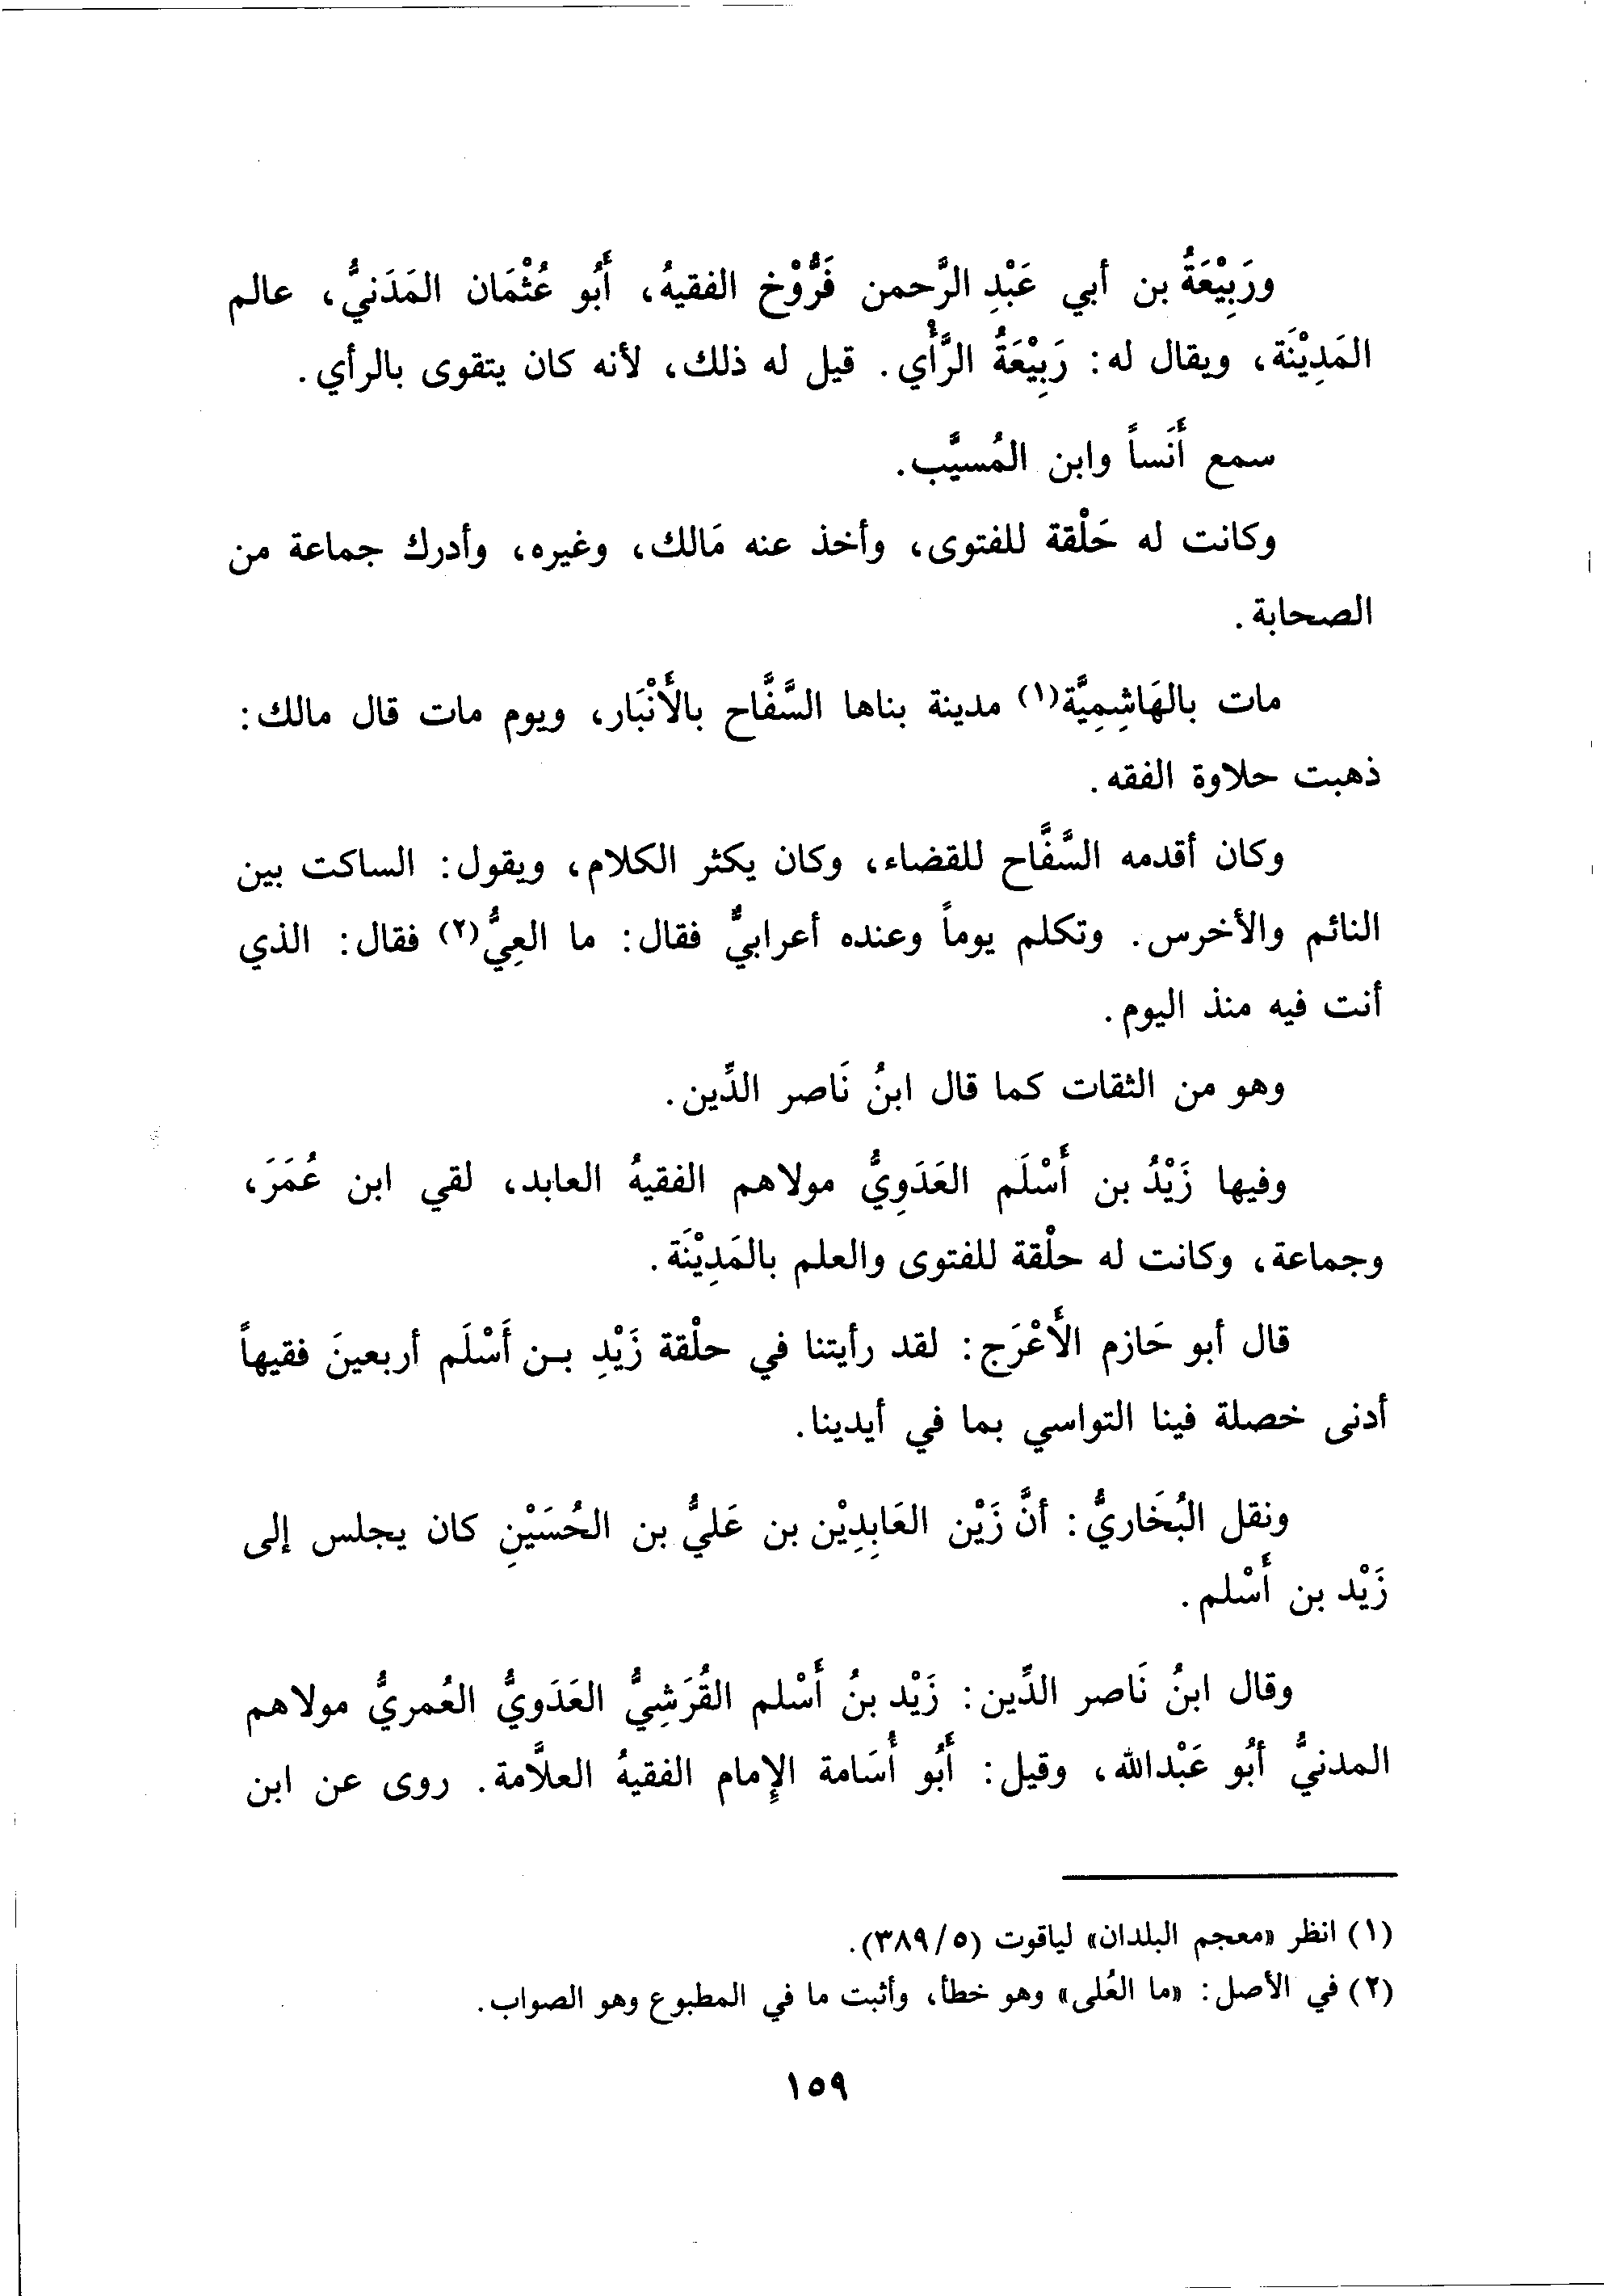 ورَبِيْعَةُ بن أبي عَبْدِ الرَّحمن فَرُّوْخ الفقيهُ، أَبُو عُثْمَان المَدَنيُّ، عالم
المَدِيْنَة، ويقال له: رَبِيْعَةُ الرَّأْي. قيل له ذلك، لأنه كان يتقوى بالرأي.
سمع أَنَساً وابن المُسيَّب.
وكانت له حَلْقة للفتوى، وأخذ عنه مَالك، وغيره، وأدرك جماعة من
الصحابة.
مات بالهَاشِمِيَّة(١) مدينة بناها السَّفَّاح بالأَنْبَار، ويوم مات قال مالك:
ذهبت حلاوة الفقه.
وكان أقدمه السَّفَّاح للقضاء، وكان يكثر الكلام، ويقول: الساكت بين
النائم والأخرس. وتكلم يوماً وعنده أعرابيٌّ فقال: ما العِيُّ(٢) فقال: الذي
أنت فيه منذ اليوم.
وهو من الثقات كما قال ابنُ نَاصر الدِّين.
وفيها زَيْدُ بن أَسْلَم العَدَوِيُّ مولاهم الفقيهُ العابد، لقي ابن عُمَرَ،
وجماعة، وكانت له حلْقة للفتوى والعلم بالمَدِيْنَة.
قال أبو حَازم الأَعْرَج: لقد رأيتنا في حلْقة زَيْدِ بـن أَسْلَم أربعينَ فقيهاً
أدنى خصلة فينا التواسي بما في أيدينا.
ونقل البُخَاريُّ: أنَّ زَيْن العَابِدِيْن بن عَليُّ بن الحُسَيْنِ كان يجلس إلى
زَيْد بن أَسْلم.
وقال ابنُ نَاصر الدِّين: زَيْد بنُ أَسْلم القُرَشِيُّ العَدَويُّ العُمريُّ مولاهم
المدنيُّ أَبُو عَبْدالله، وقيل: أَبُو أُسَامة الإِمام الفقيهُ العلاَّمة. روى عن ابن
(١) انظر «معجم البلدان» لياقوت (٥/ ٣٨٩).
(٢) في الأصل: «ما العُلى» وهو خطأ، وأثبت ما في المطبوع وهو الصواب.
١٥٩